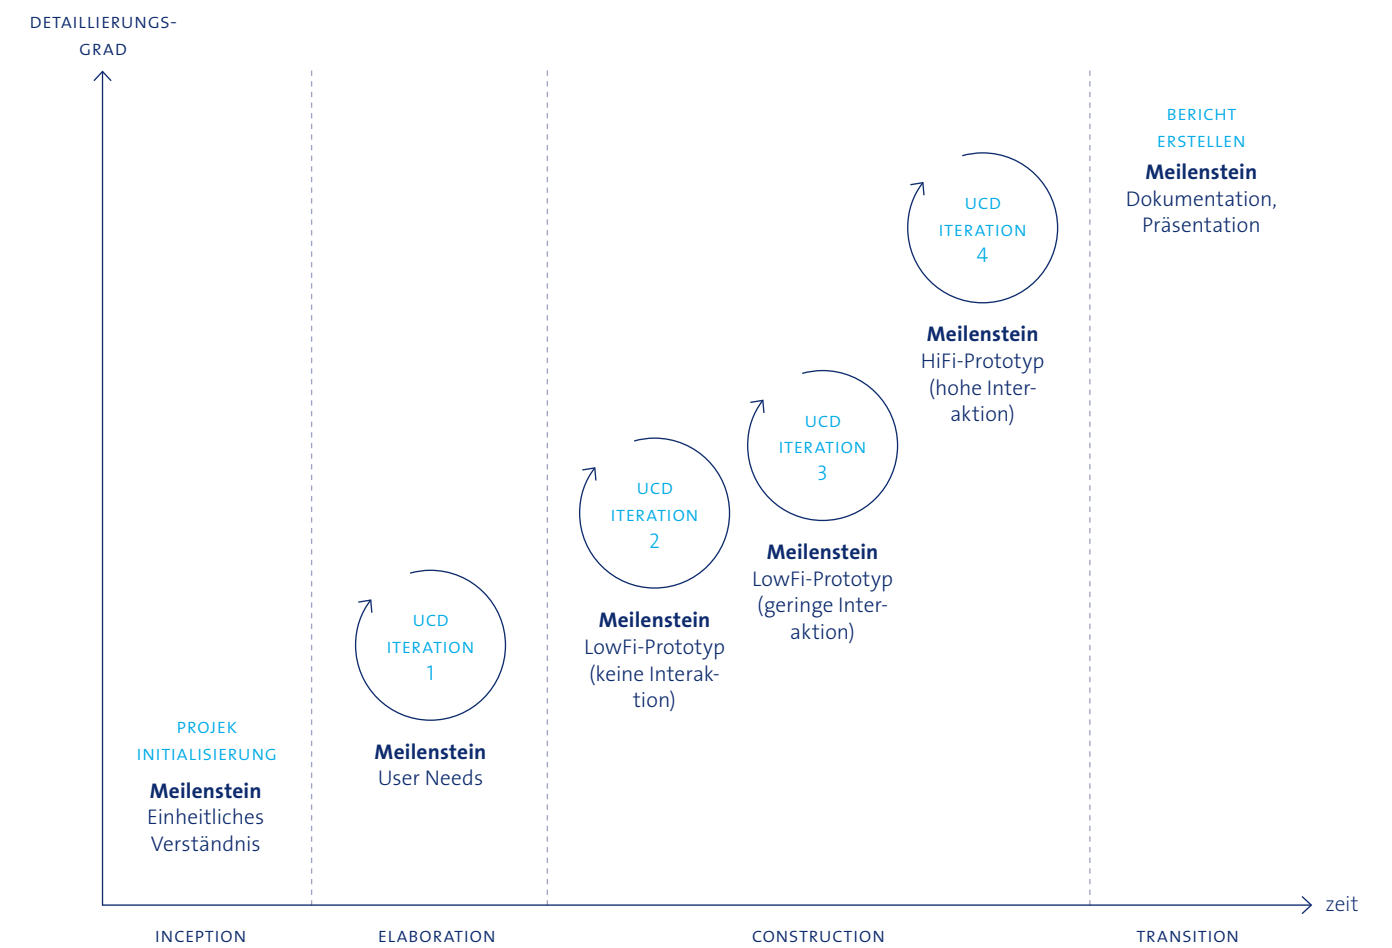 DETAILLIERUNGS-
GRAD
BERICHT
ERSTELLEN
Meilenstein
Dokumentation,
Präsentation
UCD
ITERATION
4
Meilenstein
HiFi-Prototyp
(hohe Inter-
aktion)
UCD
ITERATION
3
Meilenstein
LowFi-Prototyp
(geringe Inter-
aktion)
UCD
ITERATION
2
Meilenstein
LowFi-Prototyp
(keine Interak-
tion)
UCD
ITERATION
1
Meilenstein
User Needs
PROJEK
INITIALISIERUNG
Meilenstein
Einheitliches
Verständnis
zeit
INCEPTION
ELABORATION
CONSTRUCTION
TRANSITION